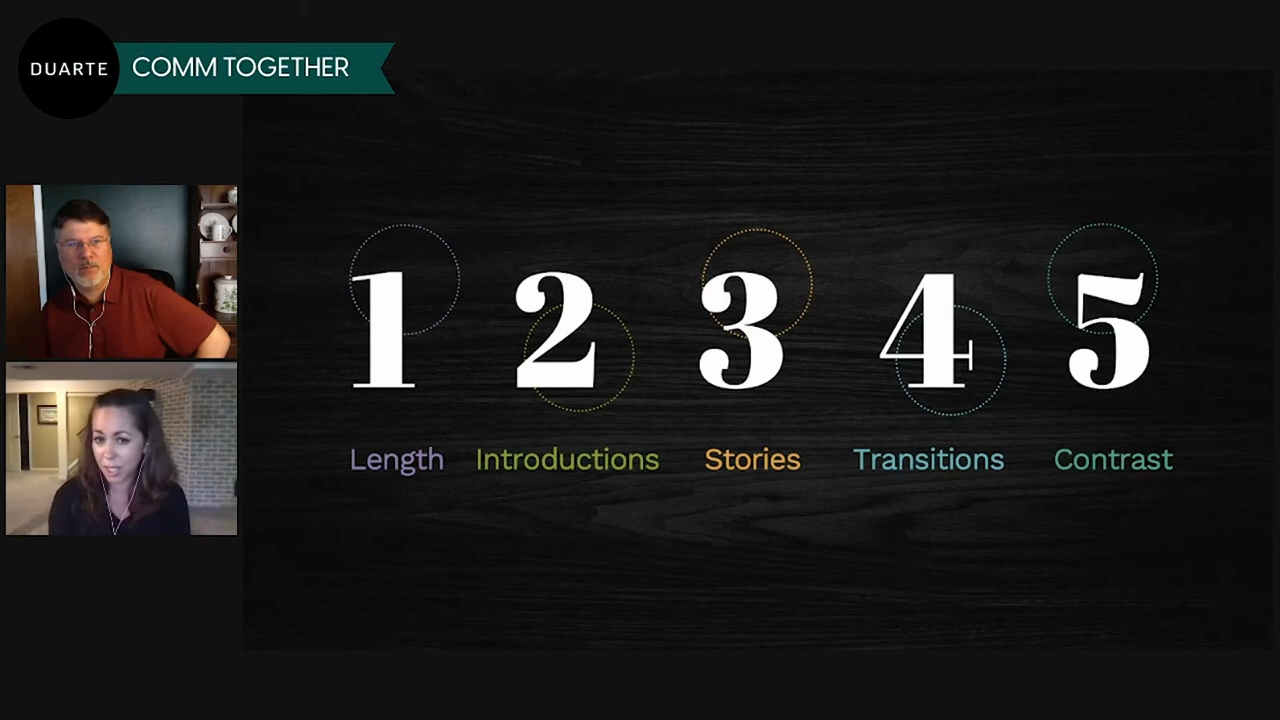 DUARTE
COMM TOGETHER
1 2 3 4 5
Length Introductions Stories Transitions Contrast